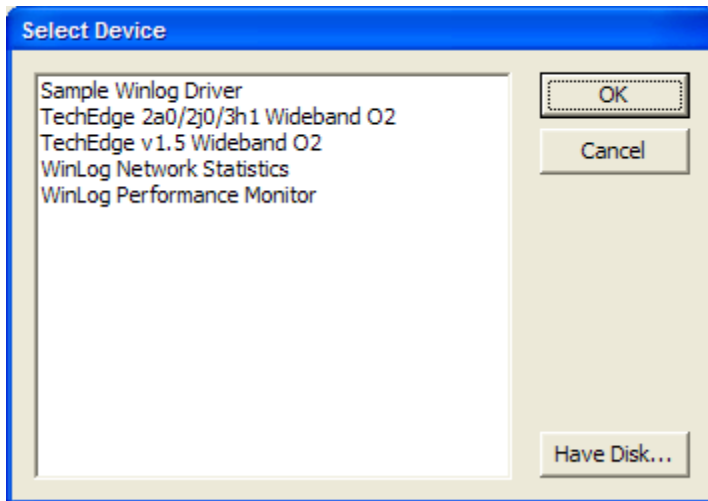 Select Device
Sample Winlog Driver
TechEdge 2a0/2j0/3h1 Wideband O2
TechEdge v1.5 Wideband O2
WinLog Network Statistics
WinLog Performance Monitor
OK
Cancel
Have Disk...